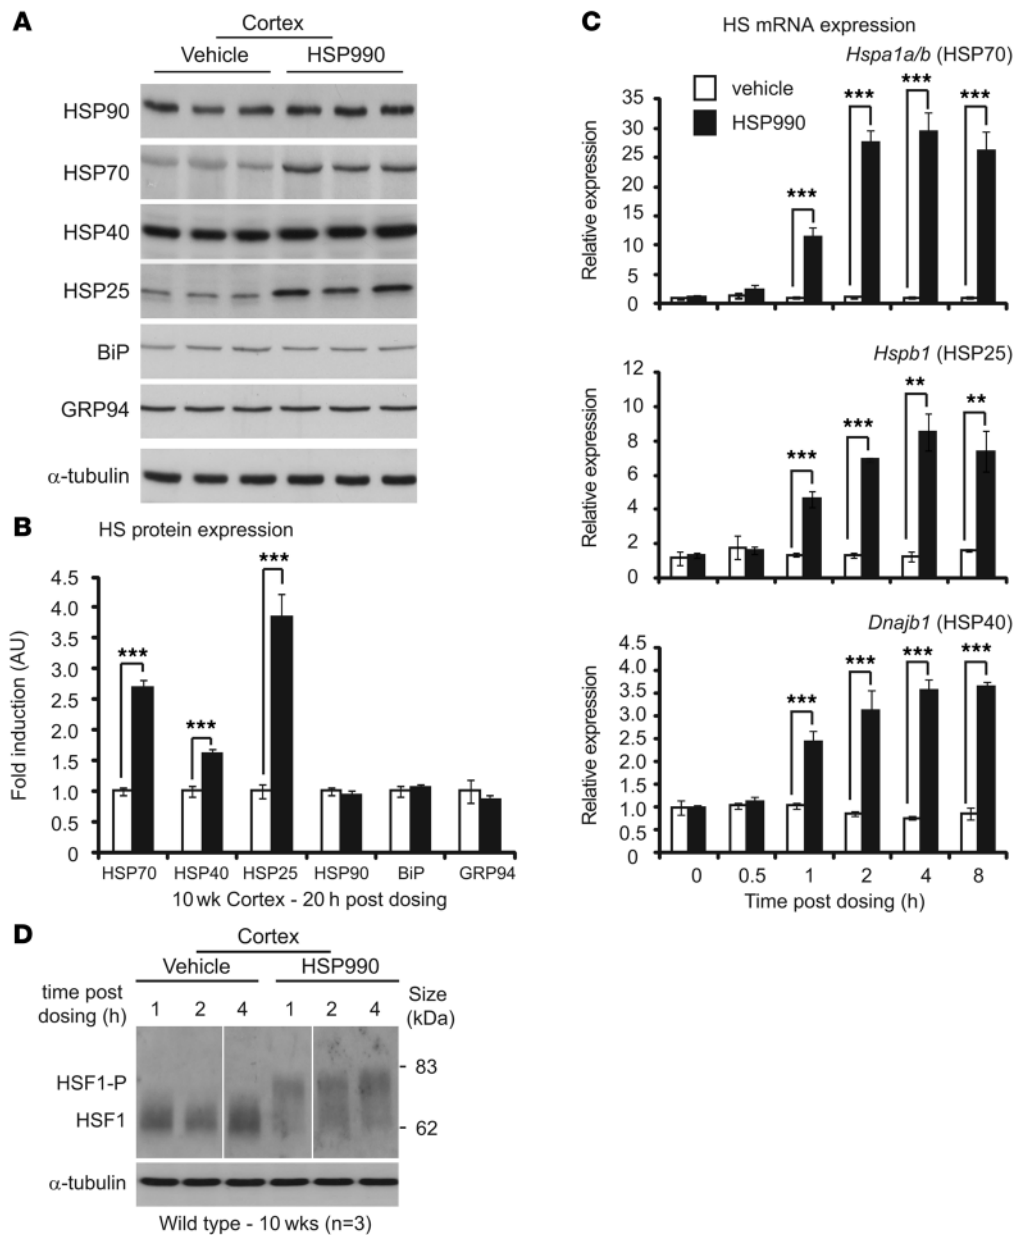 A
Cortex
Vehicle HSP990
HSP90
HSP70
HSP40
HSP25
BiP
GRP94
α-tubulin
B
HS protein expression
Fold induction (AU)
4.5
4.0
3.5
3.0
2.5
2.0
1.5
1.0
0.5
0
***
***
***
HSP70 HSP40 HSP25 HSP90 BiP GRP94
10 wk Cortex - 20 h post dosing
C
HS mRNA expression
Hspa1a/b (HSP70)
vehicle
HSP990
Relative expression
35
30
25
20
15
10
5
0
*** *** *** ***
Hspb1 (HSP25)
Relative expression
12
10
8
6
4
2
0
*** *** ** **
Dnajb1 (HSP40)
Relative expression
4.5
4.0
3.5
3.0
2.5
2.0
1.5
1.0
0.5
0
*** *** *** ***
0 0.5 1 2 4 8
Time post dosing (h)
D
Cortex
Vehicle HSP990
time post
dosing (h)
1 2 4 1 2 4
Size
(kDa)
HSF1-P
HSF1
- 83
- 62
α-tubulin
Wild type - 10 wks (n=3)